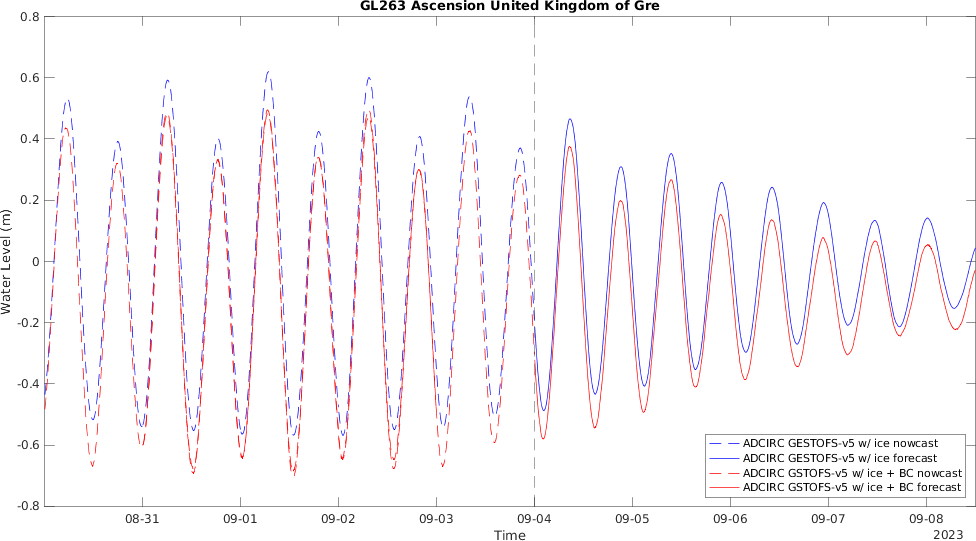 GL263 Ascension United Kingdom of Gre
0.8
0.6
0.4
0.2
0
-0.2
-0.4
-0.6
-0.8
Water Level (m)
08-31
09-01
09-02
09-03
09-04
09-05
09-06
09-07
09-08
Time
2023
ADCIRC GESTOFS-v5 w/ ice nowcast
ADCIRC GESTOFS-v5 w/ ice forecast
ADCIRC GSTOFS-v5 w/ ice + BC nowcast
ADCIRC GSTOFS-v5 w/ ice + BC forecast